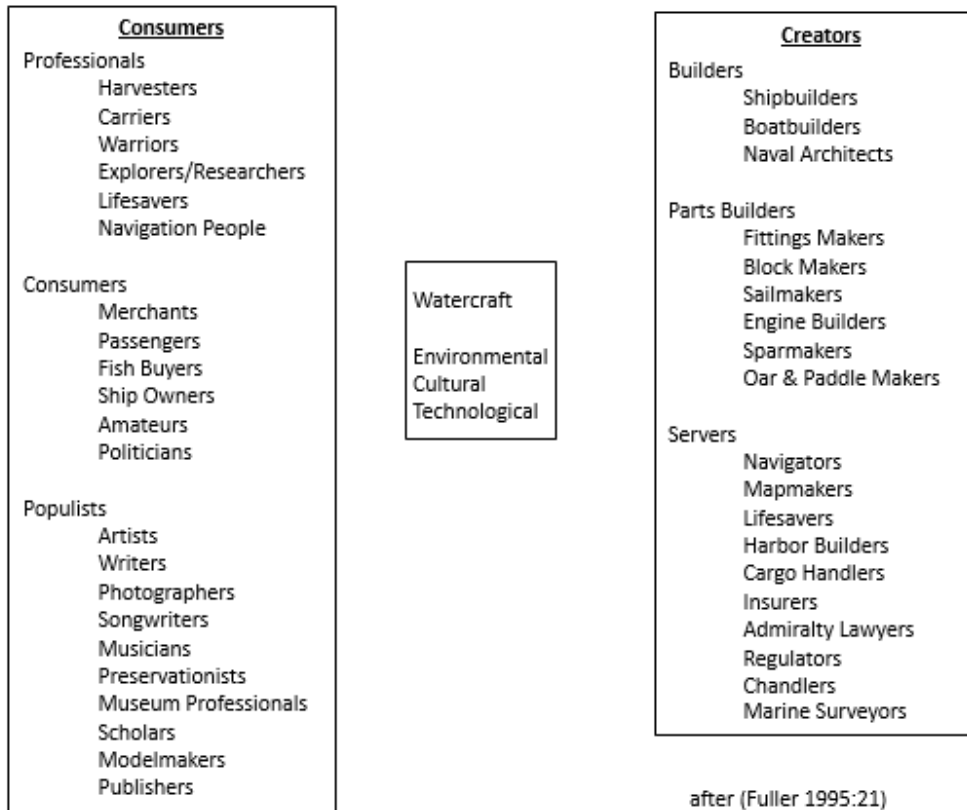 Consumers
Professionals
Harvesters
Carriers
Warriors
Explorers/Researchers
Lifesavers
Navigation People
Consumers
Merchants
Passengers
Fish Buyers
Ship Owners
Amateurs
Politicians
Populists
Artists
Writers
Photographers
Songwriters
Musicians
Preservationists
Museum Professionals
Scholars
Modelmakers
Publishers
Watercraft
Environmental
Cultural
Technological
Creators
Builders
Shipbuilders
Boatbuilders
Naval Architects
Parts Builders
Fittings Makers
Block Makers
Sailmakers
Engine Builders
Sparmakers
Oar & Paddle Makers
Servers
Navigators
Mapmakers
Lifesavers
Harbor Builders
Cargo Handlers
Insurers
Admiralty Lawyers
Regulators
Chandlers
Marine Surveyors
after (Fuller 1995:21)